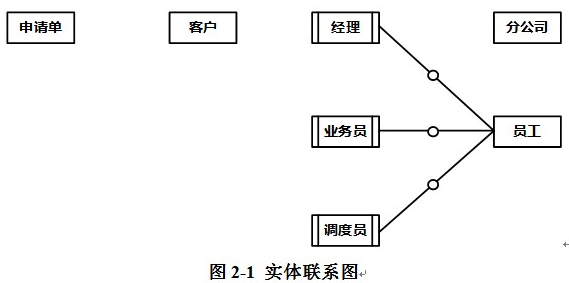 申请单 客户 经理 分公司
业务员 员工
调度员
图 2-1 实体联系图